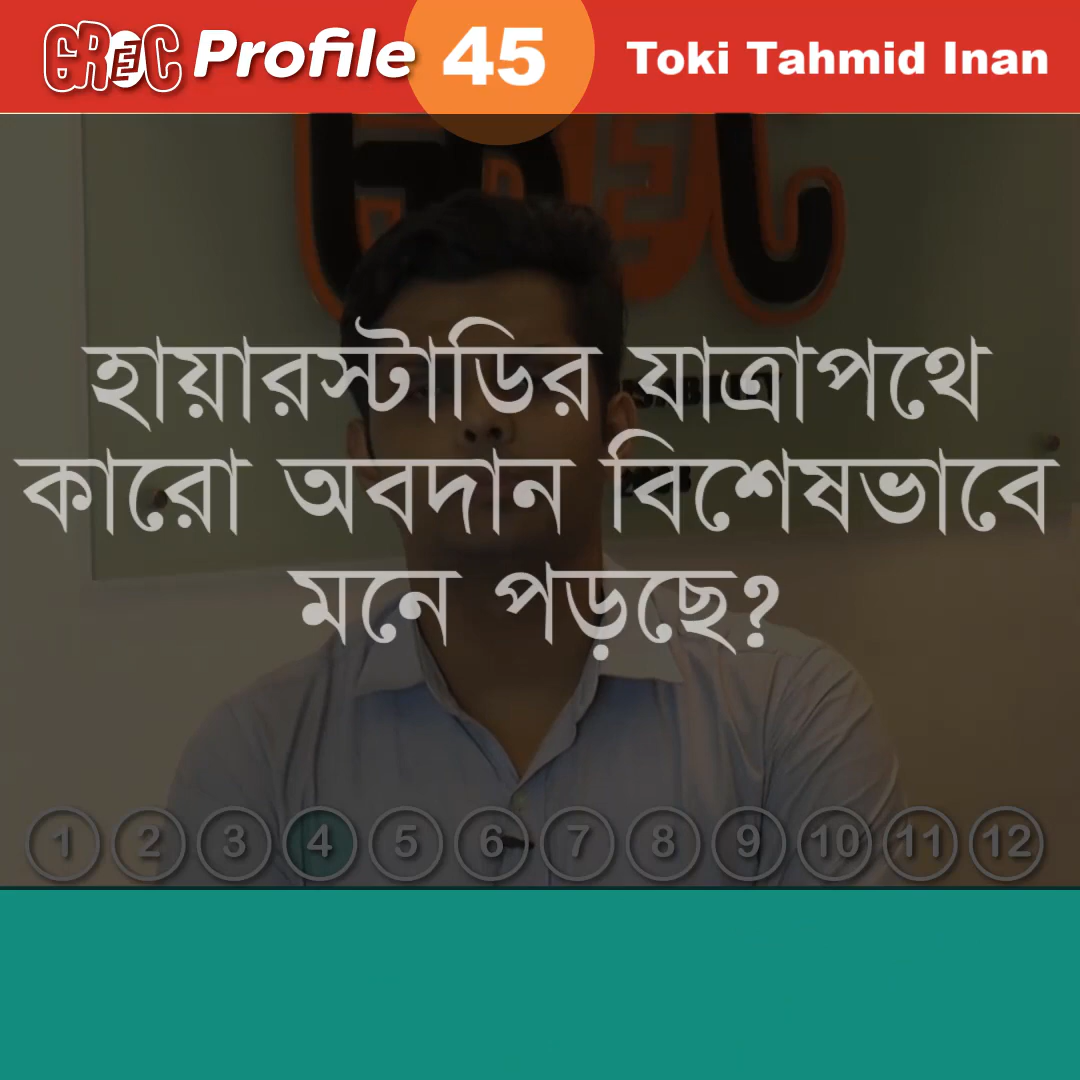 GREC Profile 45 Toki Tahmid Inan
হায়ারস্টাডির যাত্রাপথে
কারো অবদান বিশেষভাবে
মনে পড়ছে?
1 2 3 4 5 6 7 8 9 10 11 12